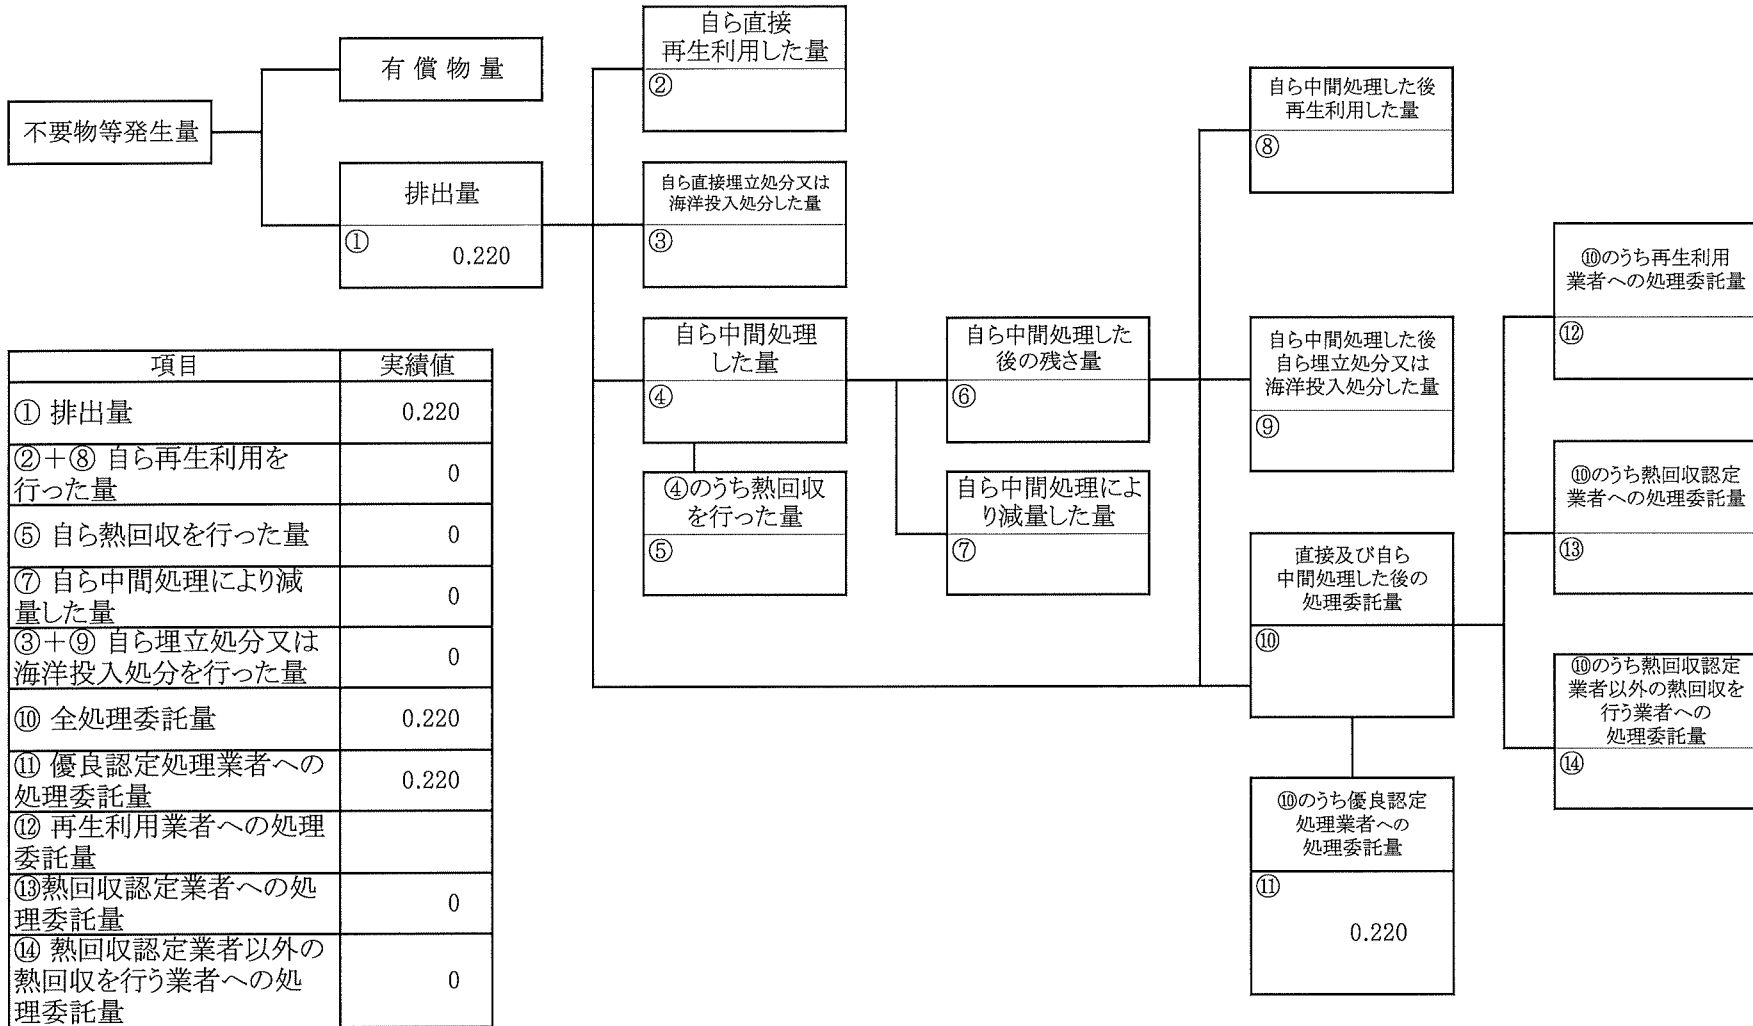 不要物等発生量
有償物量
排出量
①
0.220
自ら直接
再生利用した量
②
自ら直接埋立処分又は
海洋投入処分した量
③
自ら中間処理
した量
④
④のうち熱回収
を行った量
⑤
自ら中間処理した
後の残さ量
⑥
自ら中間処理によ
り減量した量
⑦
自ら中間処理した後
再生利用した量
⑧
自ら中間処理した後
自ら埋立処分又は
海洋投入処分した量
⑨
直接及び自ら
中間処理した後の
処理委託量
⑩
⑩のうち優良認定
処理業者への
処理委託量
⑪
0.220
⑩のうち再生利用
業者への処理委託量
⑫
⑩のうち熱回収認定
業者への処理委託量
⑬
⑩のうち熱回収認定
業者以外の熱回収を
行う業者への
処理委託量
⑭
項目 実績値
① 排出量 0.220
②＋⑧ 自ら再生利用を
行った量 0
⑤ 自ら熱回収を行った量 0
⑦ 自ら中間処理により減
量した量 0
③＋⑨ 自ら埋立処分又は
海洋投入処分を行った量 0
⑩ 全処理委託量 0.220
⑪ 優良認定処理業者への
処理委託量 0.220
⑫ 再生利用業者への処理
委託量
⑬熱回収認定業者への処
理委託量 0
⑭ 熱回収認定業者以外の
熱回収を行う業者への処
理委託量 0